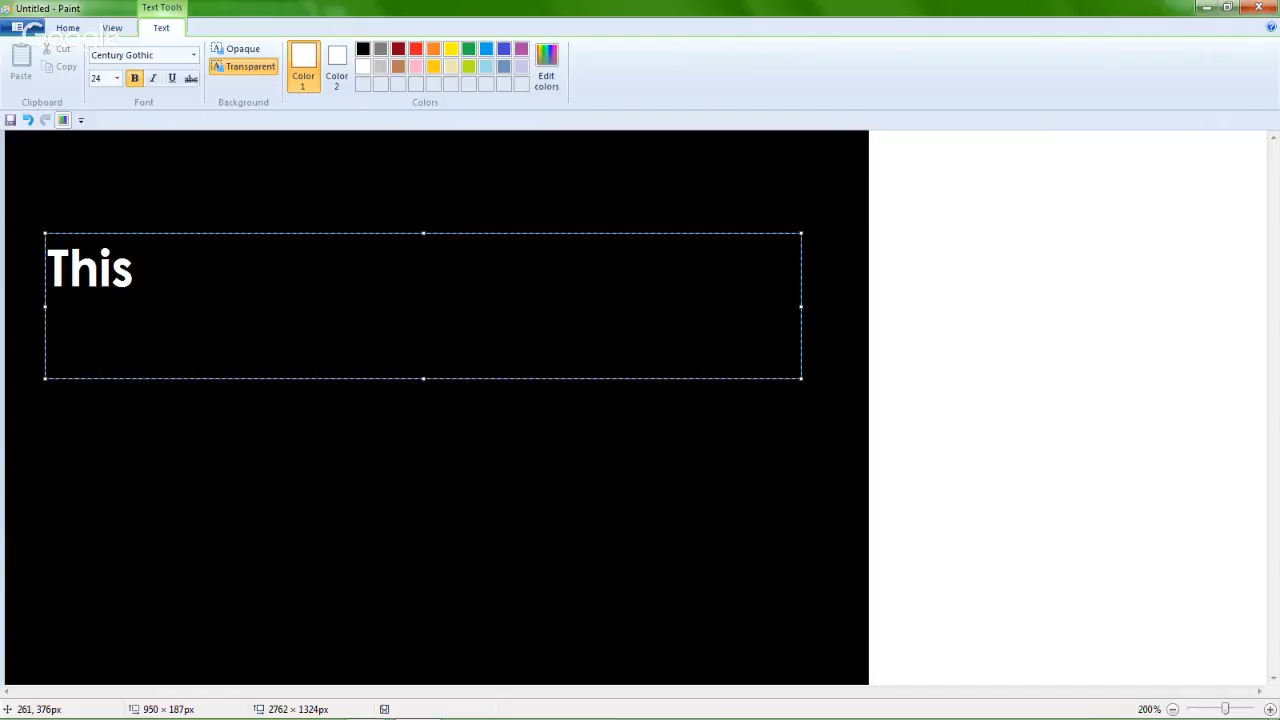 Untitled - Paint
Text Tools
Home
View
Text
Google
Paste
Cut
Copy
Clipboard
Century Gothic
24
B
I
U
abc
Font
Opaque
Transparent
Background
Color 1
Color 2
Edit colors
Colors
This
261, 376px
950 × 187px
2762 × 1324px
200%